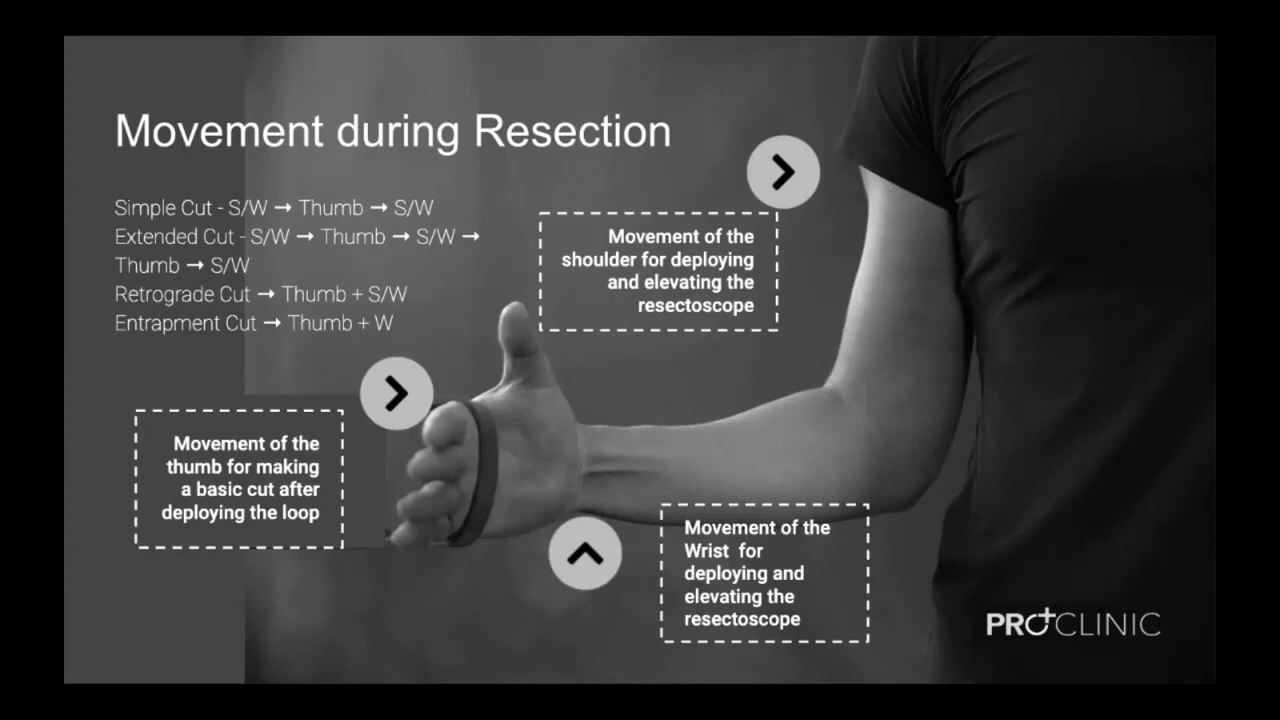 Movement during Resection
Simple Cut - S/W → Thumb → S/W
Extended Cut - S/W → Thumb → S/W →
Thumb → S/W
Retrograde Cut → Thumb + S/W
Entrapment Cut → Thumb + W
Movement of the
shoulder for deploying
and elevating the
resectoscope
Movement of the
thumb for making
a basic cut after
deploying the loop
Movement of the
Wrist for
deploying and
elevating the
resectoscope
PROCLINIC